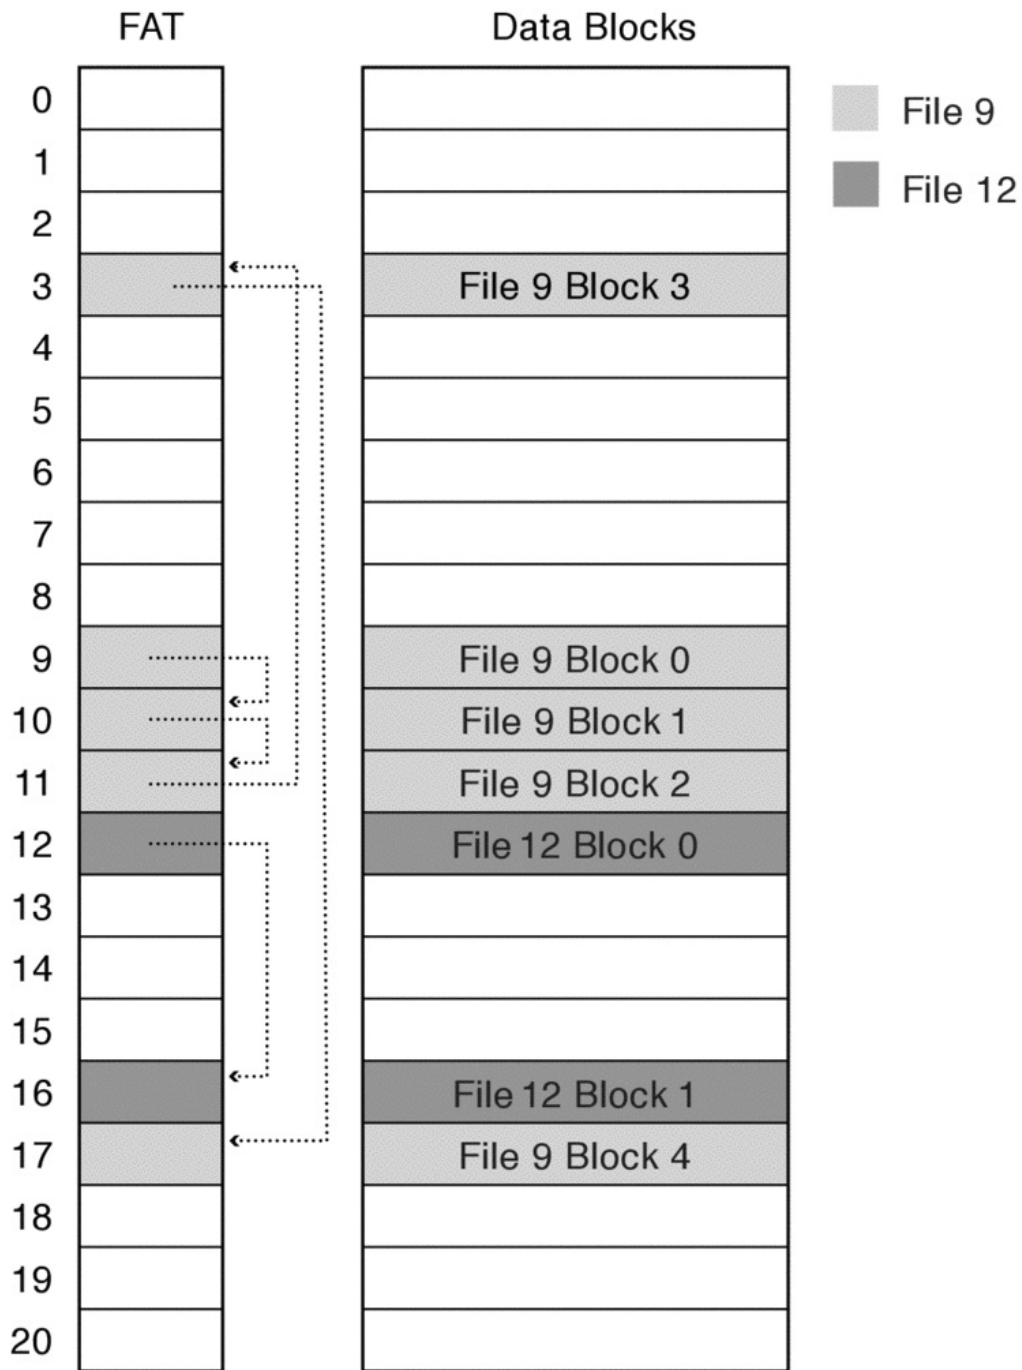 FAT Data Blocks
File 9
File 12
0
1
2
3 File 9 Block 3
4
5
6
7
8
9 File 9 Block 0
10 File 9 Block 1
11 File 9 Block 2
12 File 12 Block 0
13
14
15
16 File 12 Block 1
17 File 9 Block 4
18
19
20